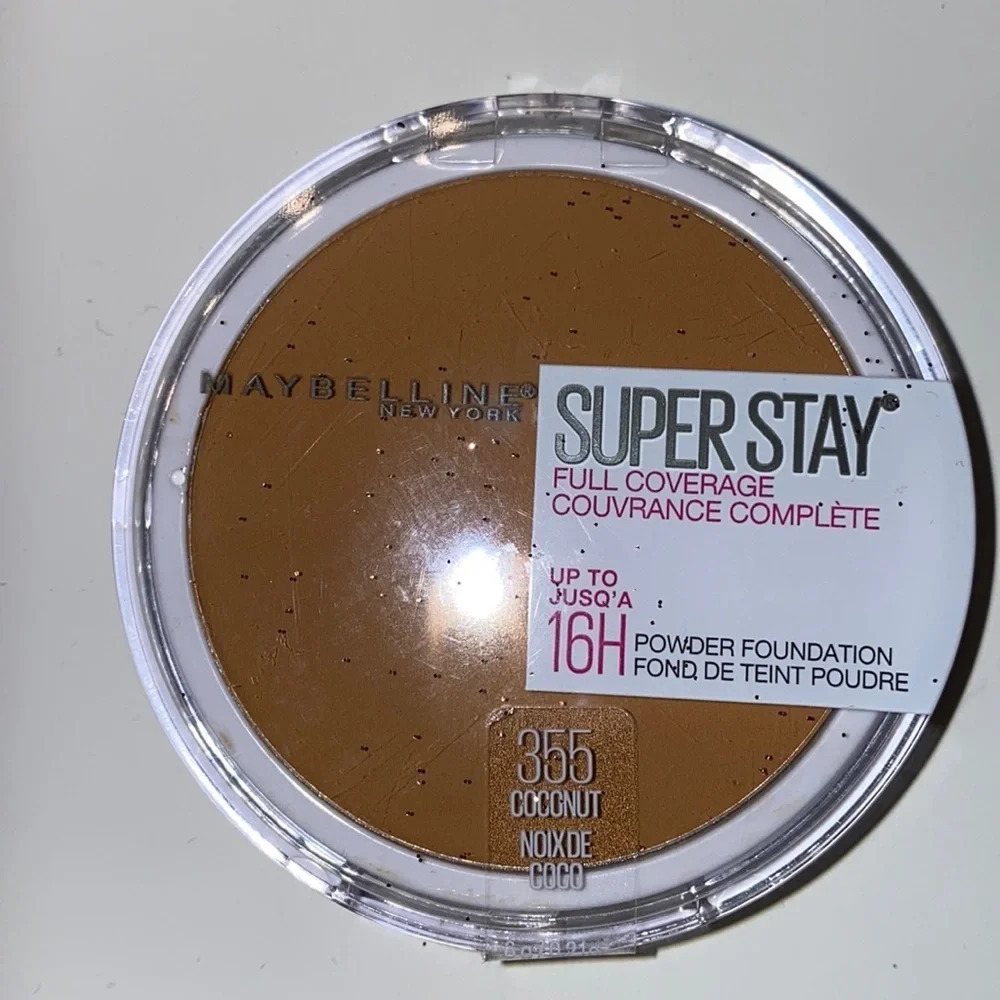 MAYBELLINE®
NEW YORK
SUPER STAY®
FULL COVERAGE
COUVRANCE COMPLÈTE
UP TO
JUSQ'A
16H POWDER FOUNDATION
FOND DE TEINT POUDRE
355
COCONUT
NOIX DE
COCO